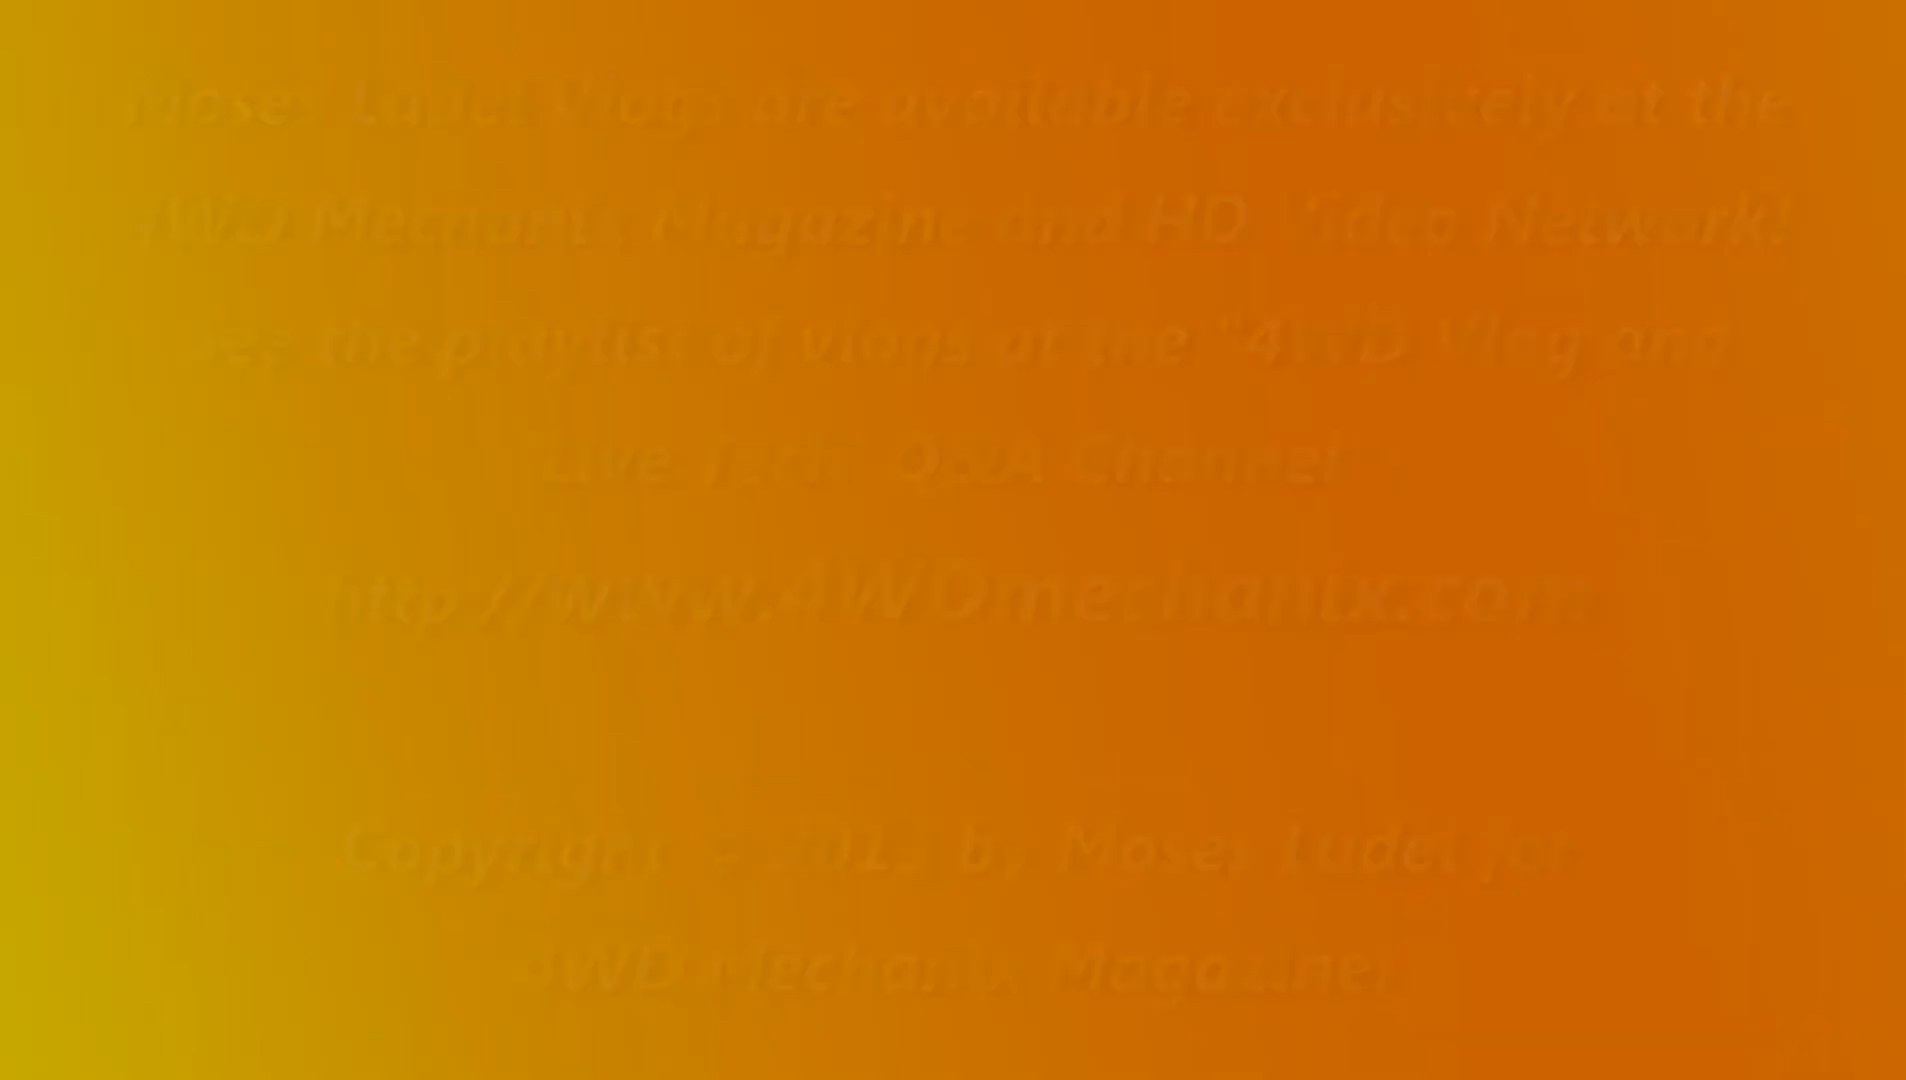 Moses Ludel Vlogs are available exclusively at the
4WD Mechanix Magazine and HD Video Network!
See the playlist of vlogs at the "4WD Vlog and
Live Tech Q&A Channel
http://www.4WDmechanix.com
Copyright © by Moses Ludel for
4WD Mechanix Magazine